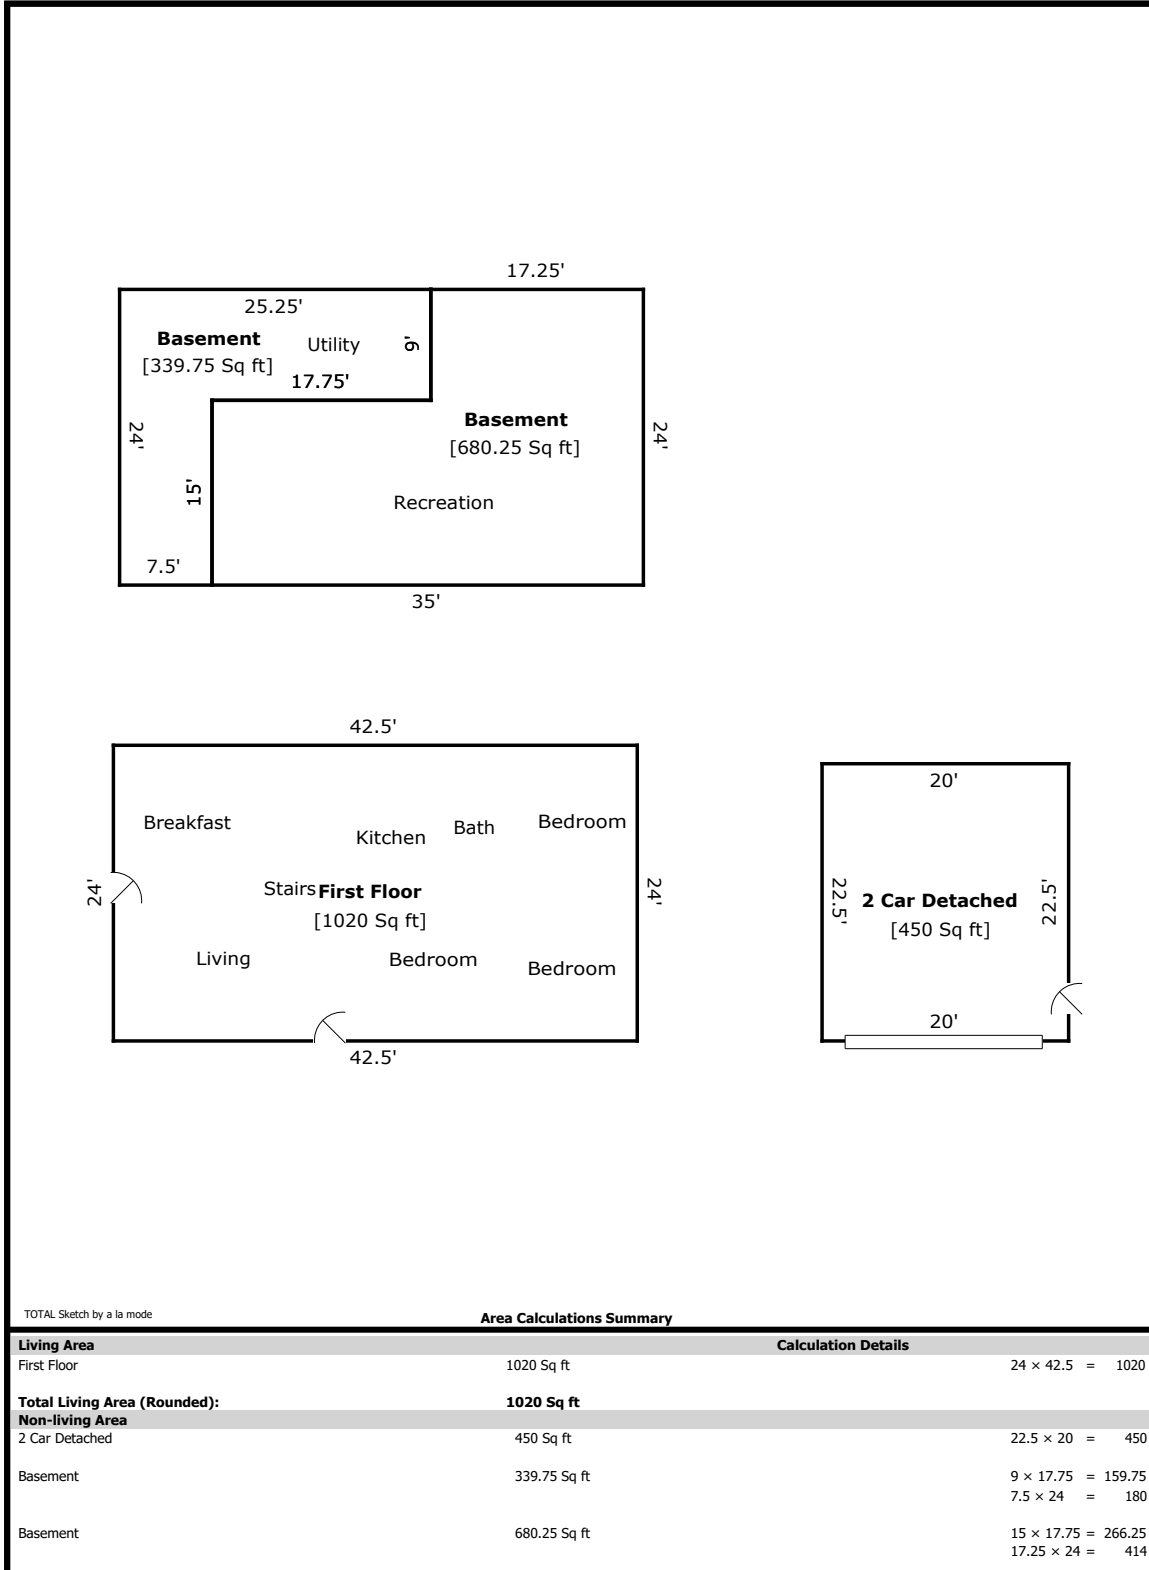 17.25'
25.25'
Basement
[339.75 Sq ft]
Utility
9'
17.75'
Basement
[680.25 Sq ft]
24'
24'
15'
Recreation
7.5'
35'
42.5'
Breakfast
Kitchen
Bath
Bedroom
24'
Stairs
First Floor
[1020 Sq ft]
24'
Living
Bedroom
Bedroom
42.5'
20'
22.5'
2 Car Detached
[450 Sq ft]
22.5'
20'
TOTAL Sketch by a la mode
Area Calculations Summary
Living Area Calculation Details
First Floor 1020 Sq ft 24 × 42.5 = 1020
Total Living Area (Rounded): 1020 Sq ft
Non-living Area
2 Car Detached 450 Sq ft 22.5 × 20 = 450
Basement 339.75 Sq ft 9 × 17.75 = 159.75
7.5 × 24 = 180
Basement 680.25 Sq ft 15 × 17.75 = 266.25
17.25 × 24 = 414